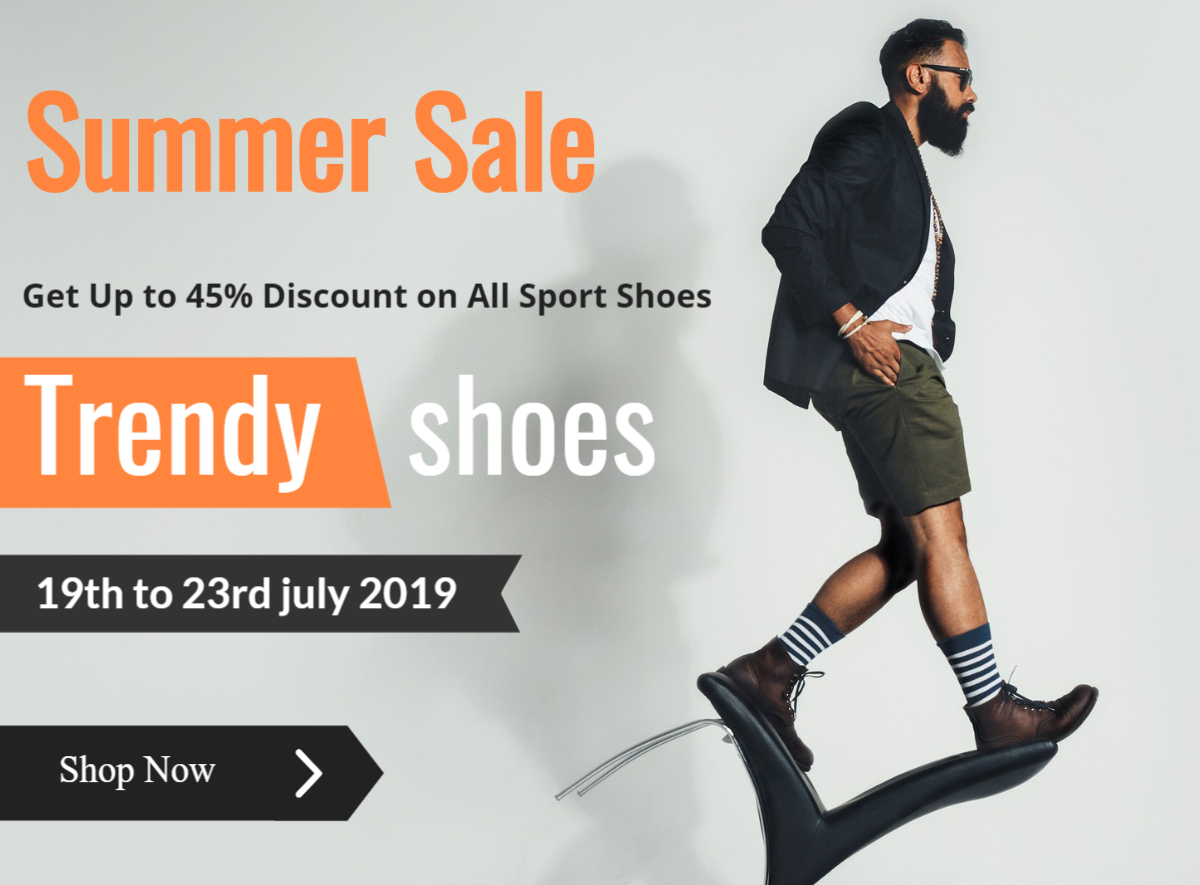 Summer Sale
Get Up to 45% Discount on All Sport Shoes
Trendy shoes
19th to 23rd july 2019
Shop Now